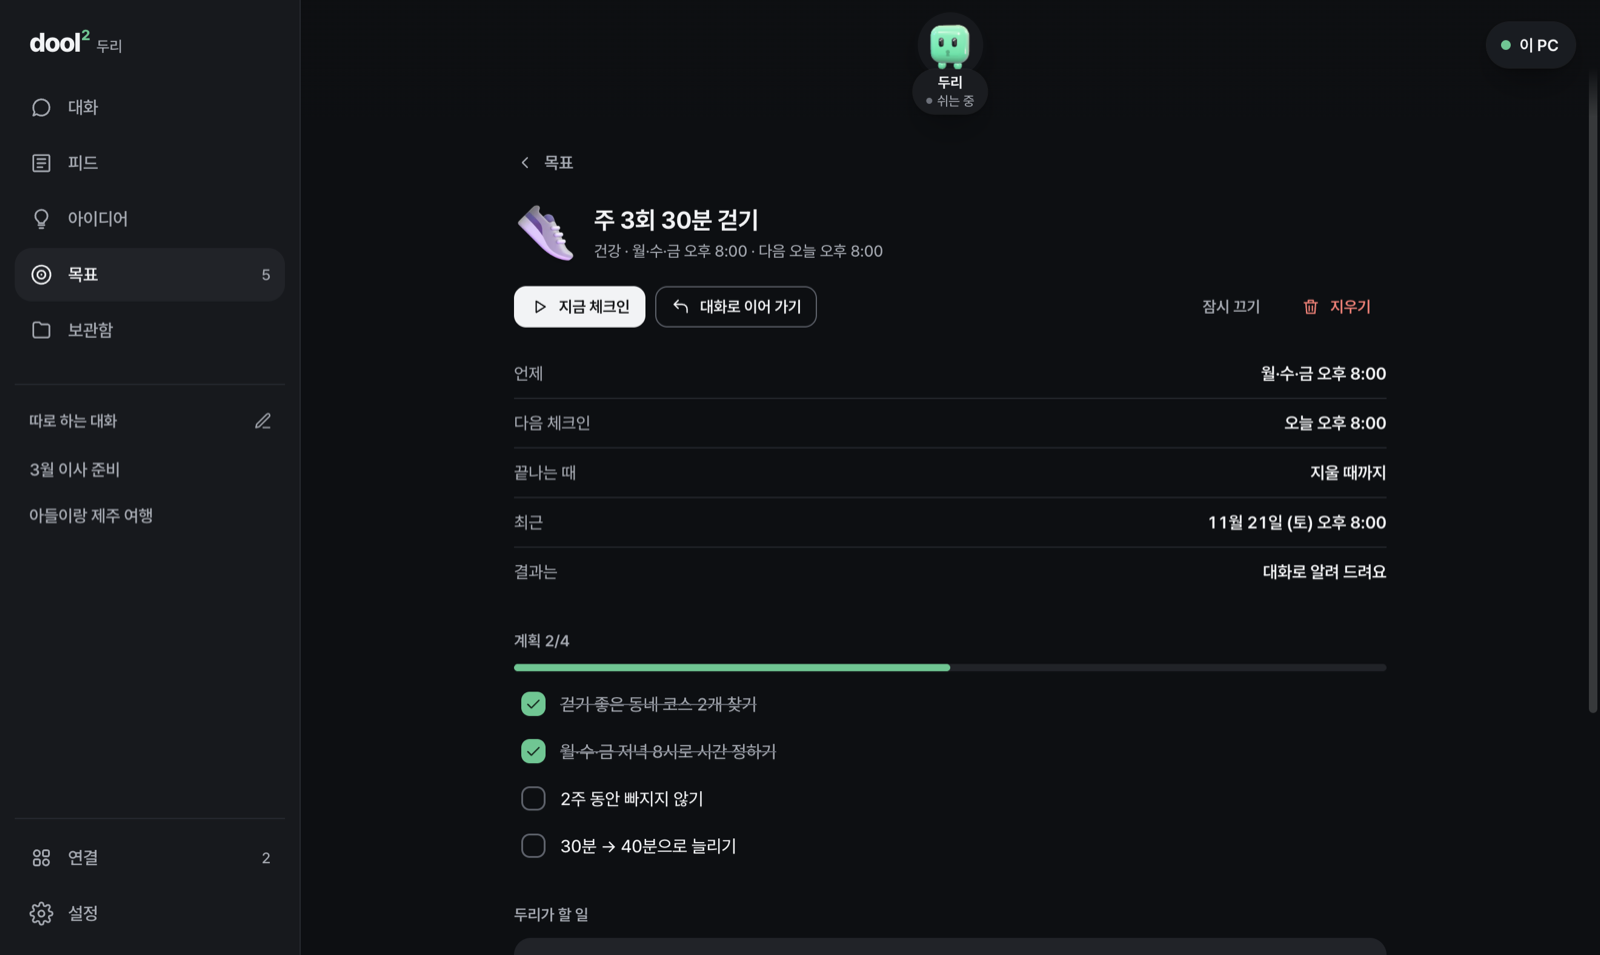 dool² 두리
대화
피드
아이디어
목표 5
보관함
따로 하는 대화
3월 이사 준비
아들이랑 제주 여행
연결 2
설정
두리
쉬는 중
이 PC
목표
주 3회 30분 걷기
건강 · 월·수·금 오후 8:00 · 다음 오늘 오후 8:00
지금 체크인
대화로 이어 가기
잠시 끄기
지우기
언제 월·수·금 오후 8:00
다음 체크인 오늘 오후 8:00
끝나는 때 지울 때까지
최근 11월 21일 (토) 오후 8:00
결과는 대화로 알려 드려요
계획 2/4
걷기 좋은 동네 코스 2개 찾기
월·수·금 저녁 8시로 시간 정하기
2주 동안 빠지지 않기
30분 → 40분으로 늘리기
두리가 할 일